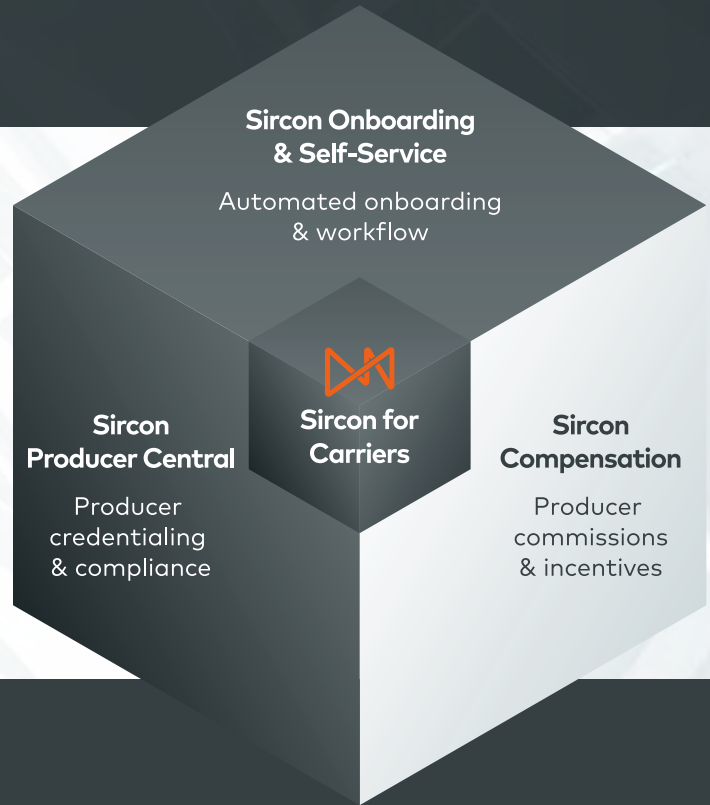 Sircon Onboarding
& Self-Service
Automated onboarding
& workflow
Sircon for
Carriers
Sircon
Producer Central
Producer
credentialing
& compliance
Sircon
Compensation
Producer
commissions
& incentives